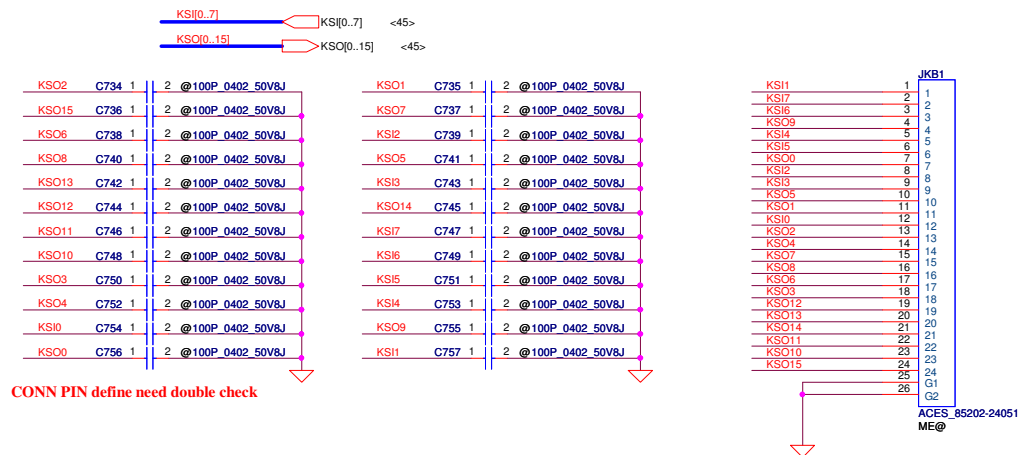 KSI[0..7] KSI[0..7] <45>
KSO[0..15] KSO[0..15] <45>
KSO2 C734 1 2 @100P_0402_50V8J
KSO15 C736 1 2 @100P_0402_50V8J
KSO6 C738 1 2 @100P_0402_50V8J
KSO8 C740 1 2 @100P_0402_50V8J
KSO13 C742 1 2 @100P_0402_50V8J
KSO12 C744 1 2 @100P_0402_50V8J
KSO11 C746 1 2 @100P_0402_50V8J
KSO10 C748 1 2 @100P_0402_50V8J
KSO3 C750 1 2 @100P_0402_50V8J
KSO4 C752 1 2 @100P_0402_50V8J
KSI0 C754 1 2 @100P_0402_50V8J
KSO0 C756 1 2 @100P_0402_50V8J
CONN PIN define need double check
KSO1 C735 1 2 @100P_0402_50V8J
KSO7 C737 1 2 @100P_0402_50V8J
KSI2 C739 1 2 @100P_0402_50V8J
KSO5 C741 1 2 @100P_0402_50V8J
KSI3 C743 1 2 @100P_0402_50V8J
KSO14 C745 1 2 @100P_0402_50V8J
KSI7 C747 1 2 @100P_0402_50V8J
KSI6 C749 1 2 @100P_0402_50V8J
KSI5 C751 1 2 @100P_0402_50V8J
KSI4 C753 1 2 @100P_0402_50V8J
KSO9 C755 1 2 @100P_0402_50V8J
KSI1 C757 1 2 @100P_0402_50V8J
JKB1
KSI1 1 1
KSI7 2 2
KSI6 3 3
KSO9 4 4
KSI4 5 5
KSI5 6 6
KSO0 7 7
KSI2 8 8
KSI3 9 9
KSO5 10 10
KSO1 11 11
KSI0 12 12
KSO2 13 13
KSO4 14 14
KSO7 15 15
KSO8 16 16
KSO6 17 17
KSO3 18 18
KSO12 19 19
KSO13 20 20
KSO14 21 21
KSO11 22 22
KSO10 23 23
KSO15 24 24
25 G1
26 G2
ACES_85202-24051
ME@